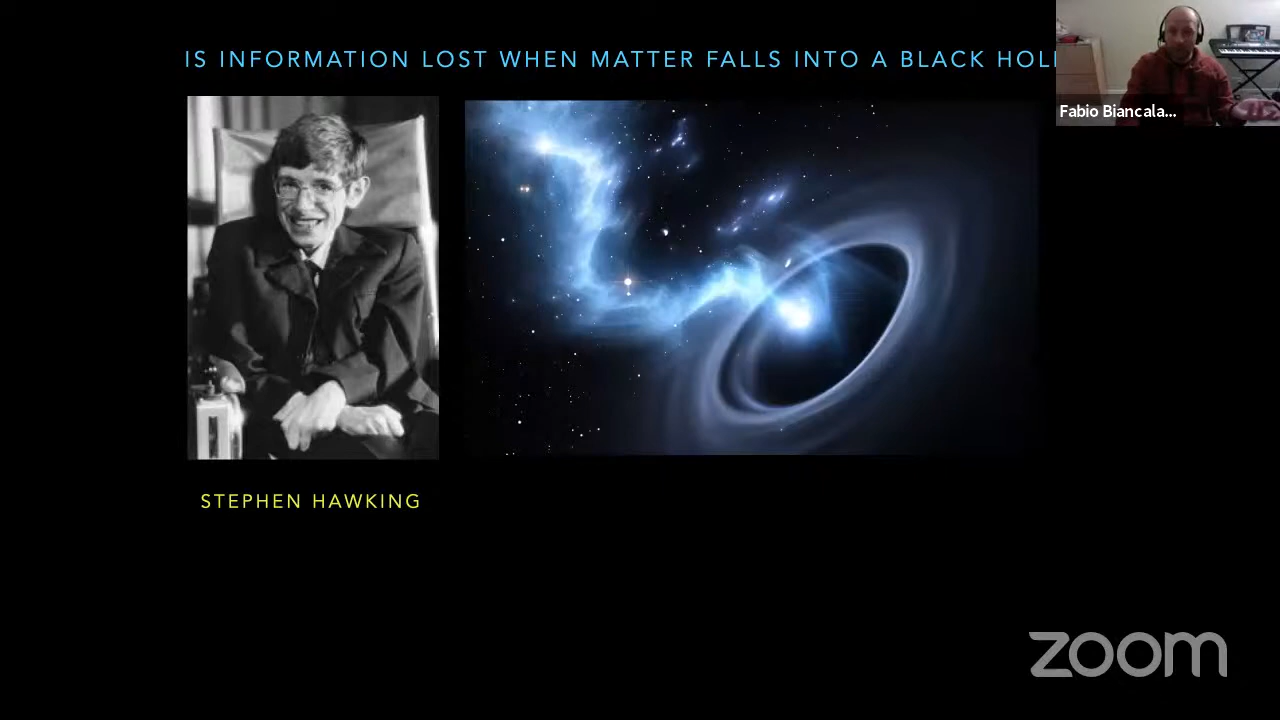 IS INFORMATION LOST WHEN MATTER FALLS INTO A BLACK HOL
Fabio Biancala...
STEPHEN HAWKING
zoom